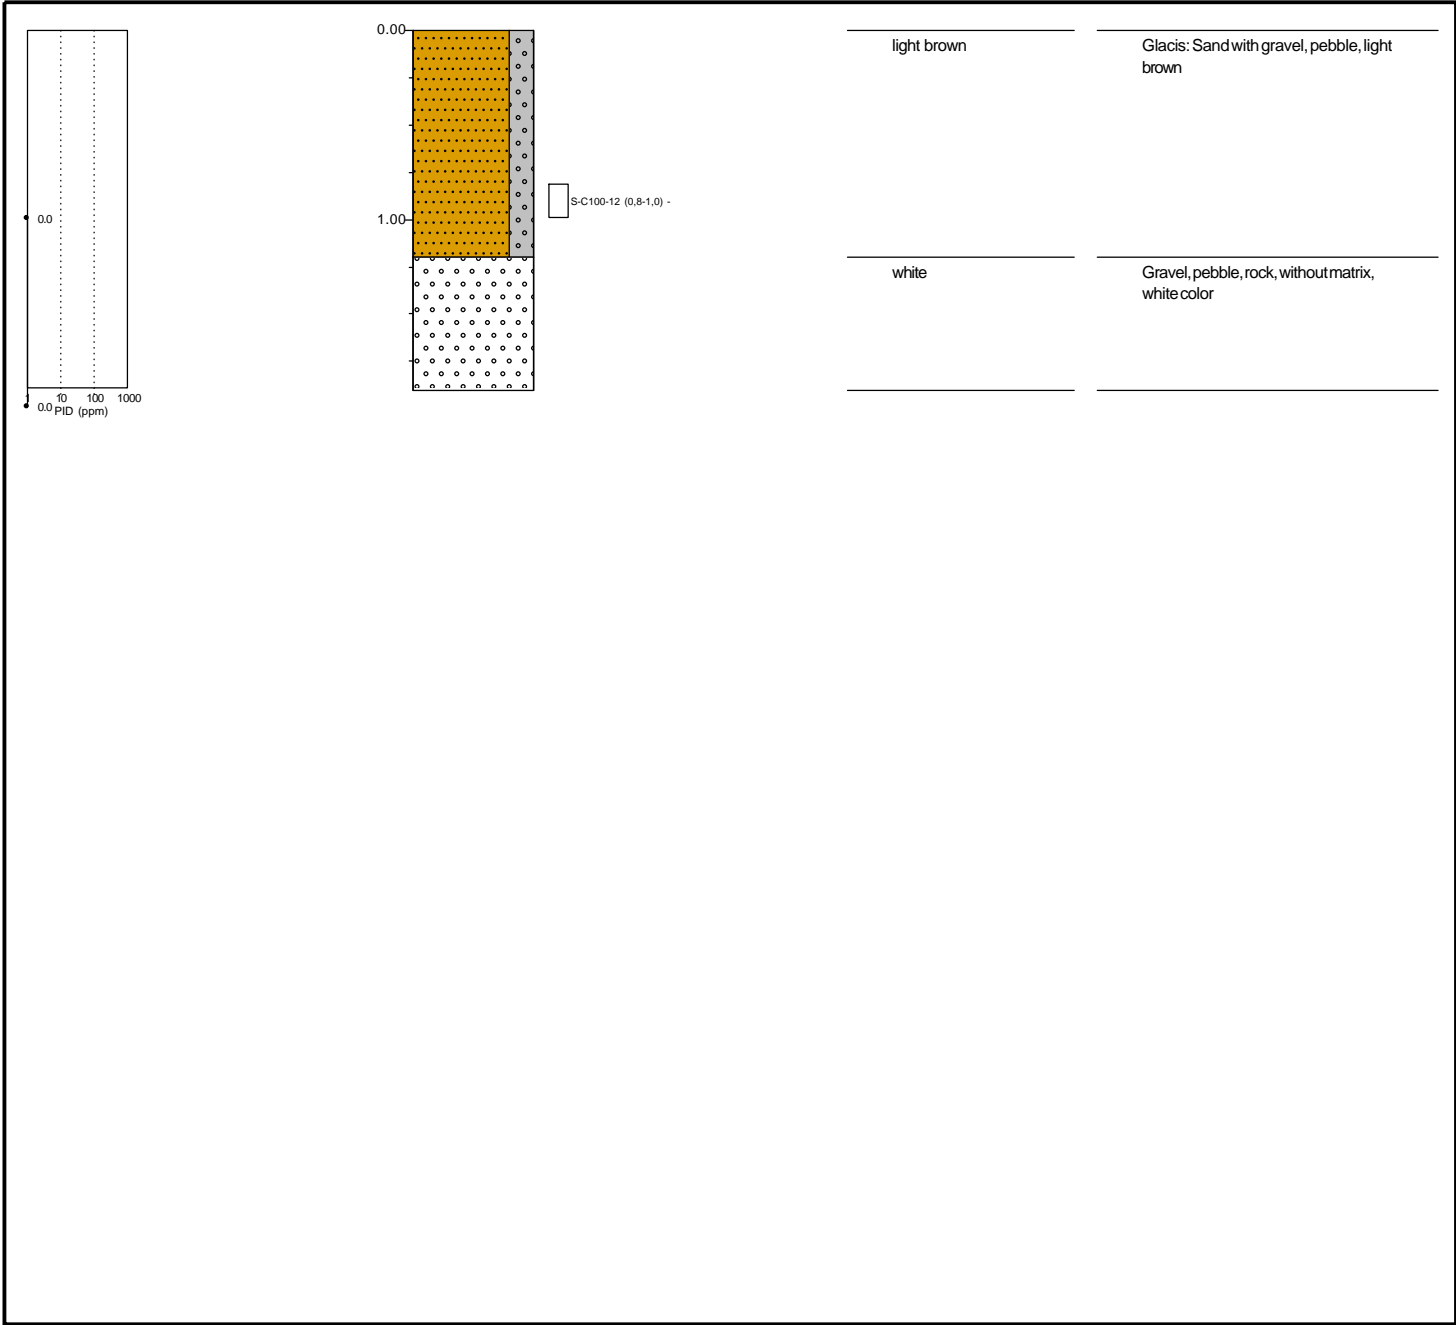 0.00
light brown
Glacis: Sand with gravel, pebble, light
brown
S-C100-12 (0,8-1,0) -
0.0
1.00
white
Gravel, pebble, rock, without matrix,
white color
1 10 100 1000
0.0
PID (ppm)